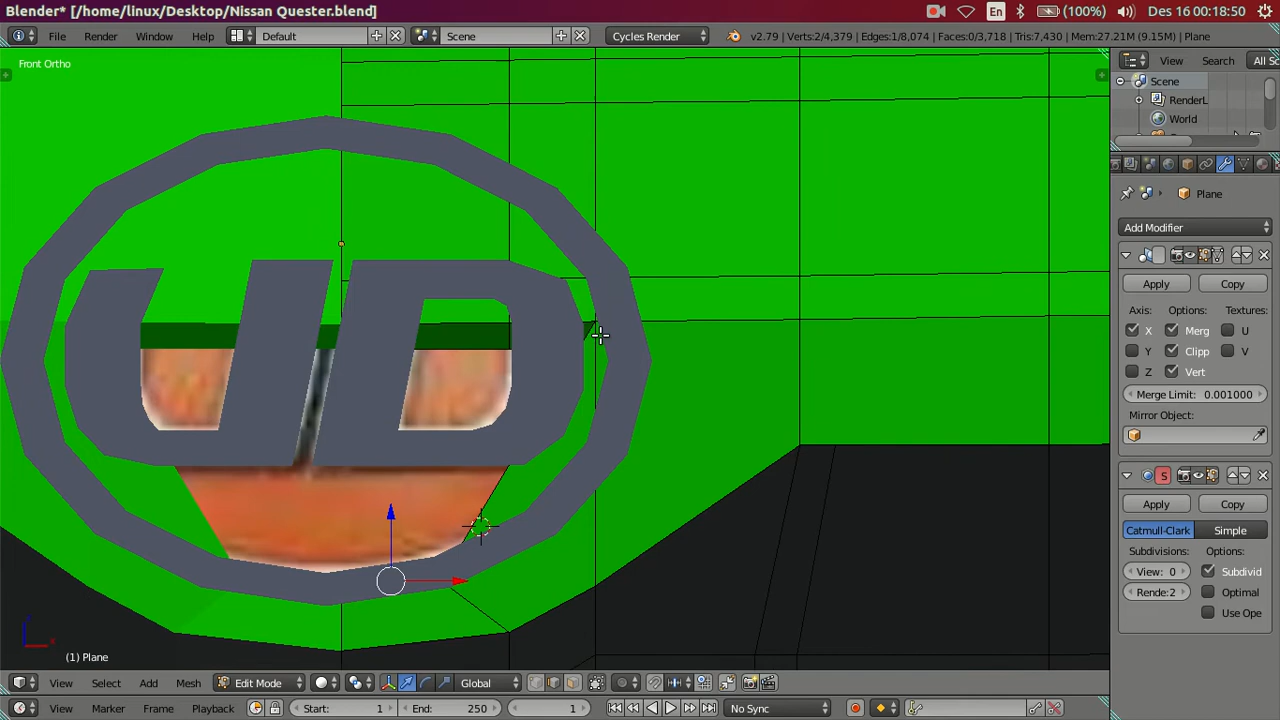 Blender* [/home/linux/Desktop/Nissan Quester.blend]
En
(100%)
Des 16 00:18:50
File
Render
Window
Help
Default
Scene
Cycles Render
v2.79 | Verts:2/4,379 | Edges:1/8,074 | Faces:0/3,718 | Tris:7,430 | Mem:27.21M (9.15M) | Plane
Front Ortho
View
Search
All Sc
Scene
RenderL
World
Plane
Add Modifier
Apply
Copy
Axis:
Options:
Textures:
X
Merg
U
Y
Clipp
V
Z
Vert
Merge Limit: 0.001000
Mirror Object:
S
Apply
Copy
Catmull-Clark
Simple
Subdivisions:
Options:
View: 0
Subdivid
Rende:2
Optimal
Use Ope
UD
z
x
(1) Plane
View
Select
Add
Mesh
Edit Mode
Global
View
Marker
Frame
Playback
Start: 1
End: 250
1
No Sync